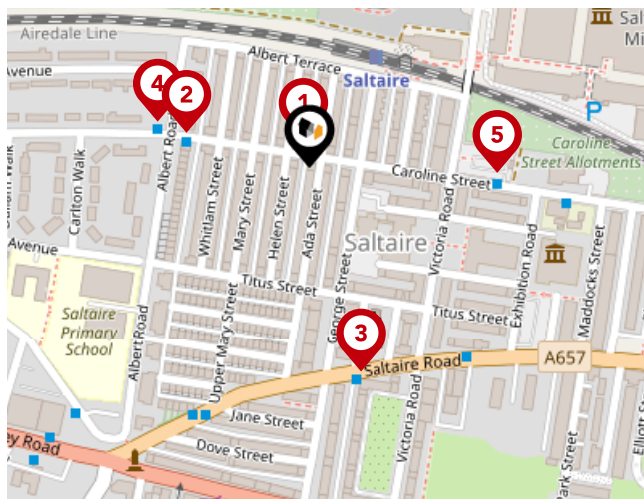 Airedale Line
Albert Terrace
Saltaire
Avenue
4
2
1
5
P
Albert Road
Caroline
Street Allotments
Caroline Street
Carlton Walk
Whitlam Street
Mary Street
Helen Street
Ada Street
Saltaire
Victoria Road
Exhibition Road
Maddocks Street
Avenue
Titus Street
George Street
Titus Street
Saltaire
Primary
School
Albert Road
Upper Mary Street
3
Saltaire Road
A657
Jane Street
Dove Street
Victoria Road